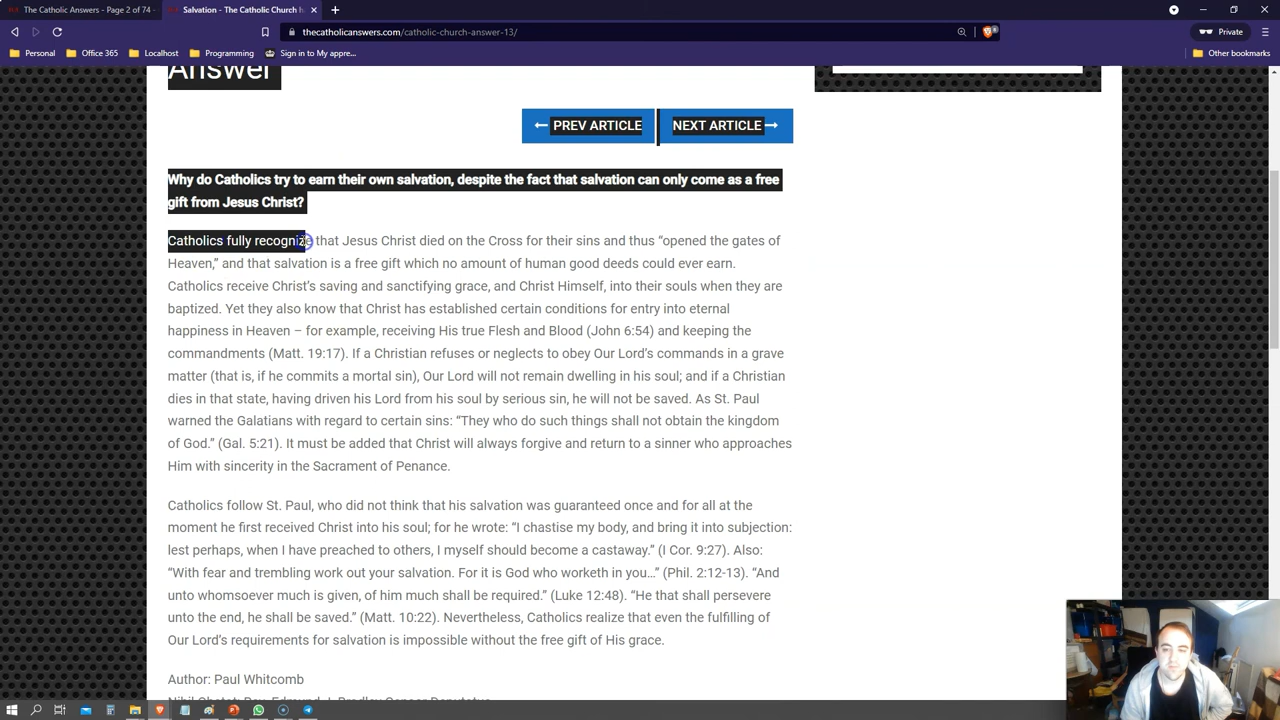 The Catholic Answers - Page 2 of 74 -
Salvation - The Catholic Church h
thecatholicanswers.com/catholic-church-answer-13/
Private
Personal
Office 365
Localhost
Programming
Sign in to My appre...
Other bookmarks
Answer
PREV ARTICLE
NEXT ARTICLE
Why do Catholics try to earn their own salvation, despite the fact that salvation can only come as a free
gift from Jesus Christ?
Catholics fully recognize that Jesus Christ died on the Cross for their sins and thus “opened the gates of
Heaven,” and that salvation is a free gift which no amount of human good deeds could ever earn.
Catholics receive Christ’s saving and sanctifying grace, and Christ Himself, into their souls when they are
baptized. Yet they also know that Christ has established certain conditions for entry into eternal
happiness in Heaven – for example, receiving His true Flesh and Blood (John 6:54) and keeping the
commandments (Matt. 19:17). If a Christian refuses or neglects to obey Our Lord’s commands in a grave
matter (that is, if he commits a mortal sin), Our Lord will not remain dwelling in his soul; and if a Christian
dies in that state, having driven his Lord from his soul by serious sin, he will not be saved. As St. Paul
warned the Galatians with regard to certain sins: “They who do such things shall not obtain the kingdom
of God.” (Gal. 5:21). It must be added that Christ will always forgive and return to a sinner who approaches
Him with sincerity in the Sacrament of Penance.
Catholics follow St. Paul, who did not think that his salvation was guaranteed once and for all at the
moment he first received Christ into his soul; for he wrote: “I chastise my body, and bring it into subjection:
lest perhaps, when I have preached to others, I myself should become a castaway.” (I Cor. 9:27). Also:
“With fear and trembling work out your salvation. For it is God who worketh in you…” (Phil. 2:12-13). “And
unto whomsoever much is given, of him much shall be required.” (Luke 12:48). “He that shall persevere
unto the end, he shall be saved.” (Matt. 10:22). Nevertheless, Catholics realize that even the fulfilling of
Our Lord’s requirements for salvation is impossible without the free gift of His grace.
Author: Paul Whitcomb